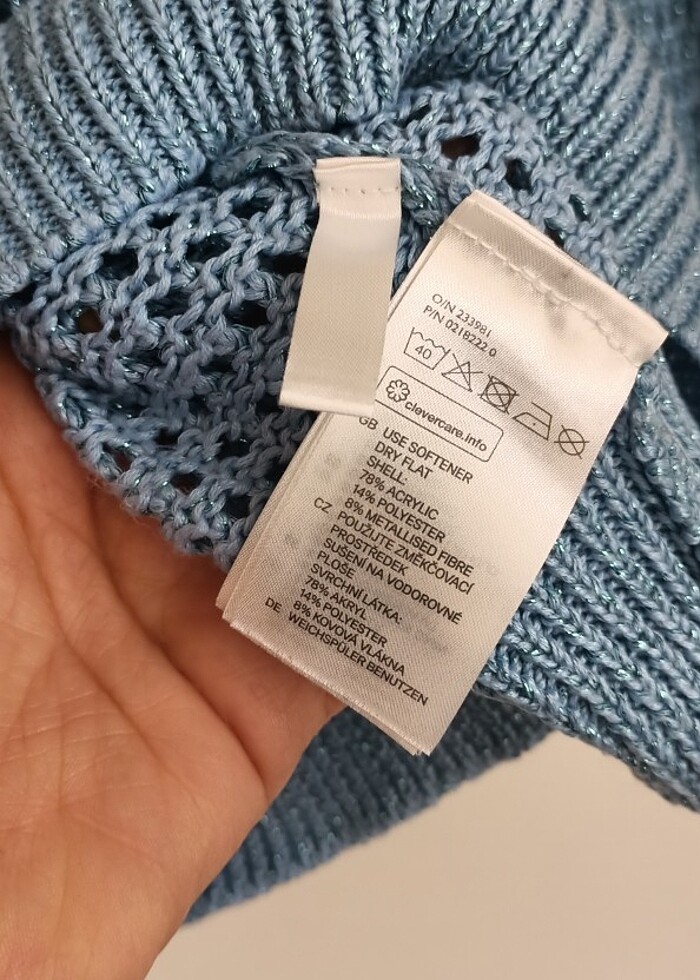 O/N 233981
P/N 0218222 0
40
clevercare.info
GB USE SOFTENER
DRY FLAT
SHELL:
78% ACRYLIC
14% POLYESTER
8% METALLISED FIBRE
CZ POUŽIJTE ZMĚKČOVACÍ
PROSTŘEDEK
SUŠENÍ NA VODOROVNÉ
PLOŠE
SVRCHNÍ LÁTKA:
78% AKRYL
14% POLYESTER
8% KOVOVÁ VLÁKNA
DE WEICHSPÜLER BENUTZEN